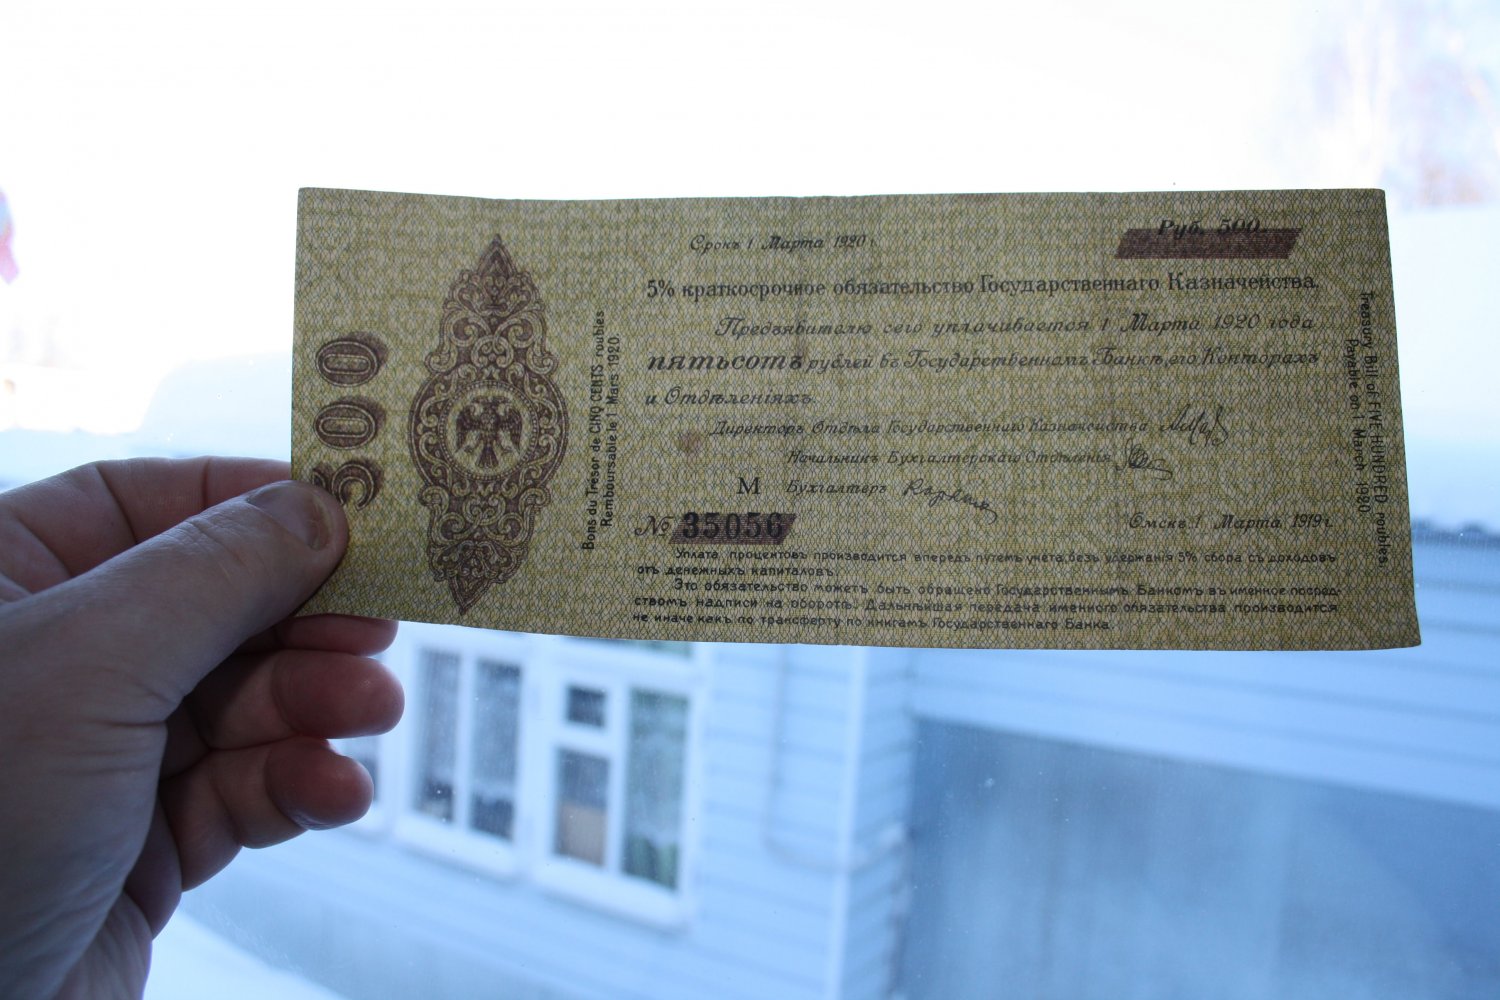 500
Bons du Trésor de CINQ CENTS roubles
Remboursable le 1 Mars 1920.
Срокъ 1 Марта 1920 г.
Руб. 500.
5% краткосрочное обязательство Государственнаго Казначейства.
Предъявителю сего уплачивается 1 Марта 1920 года
пятьсотъ рублей въ Государственномъ Банкѣ, его Конторахъ
и Отдѣленіяхъ.
Директоръ Отдѣла Государственнаго Казначейства
Начальникъ Бухгалтерскаго Отдѣленія
М Бухгалтеръ
№ 35056
Омскъ, 1 Марта 1919 г.
Уплата процентовъ производится впередъ путемъ учета, безъ удержанія 5% сбора съ доходовъ
отъ денежныхъ капиталовъ.
Это обязательство можетъ быть обращено Государственнымъ Банкомъ въ именное посред-
ствомъ надписи на оборотѣ. Дальнѣйшая передача именного обязательства производится
не иначе какъ по трансферту по книгамъ Государственнаго Банка.
Treasury Bill of FIVE HUNDRED roubles.
Payable on 1 March 1920